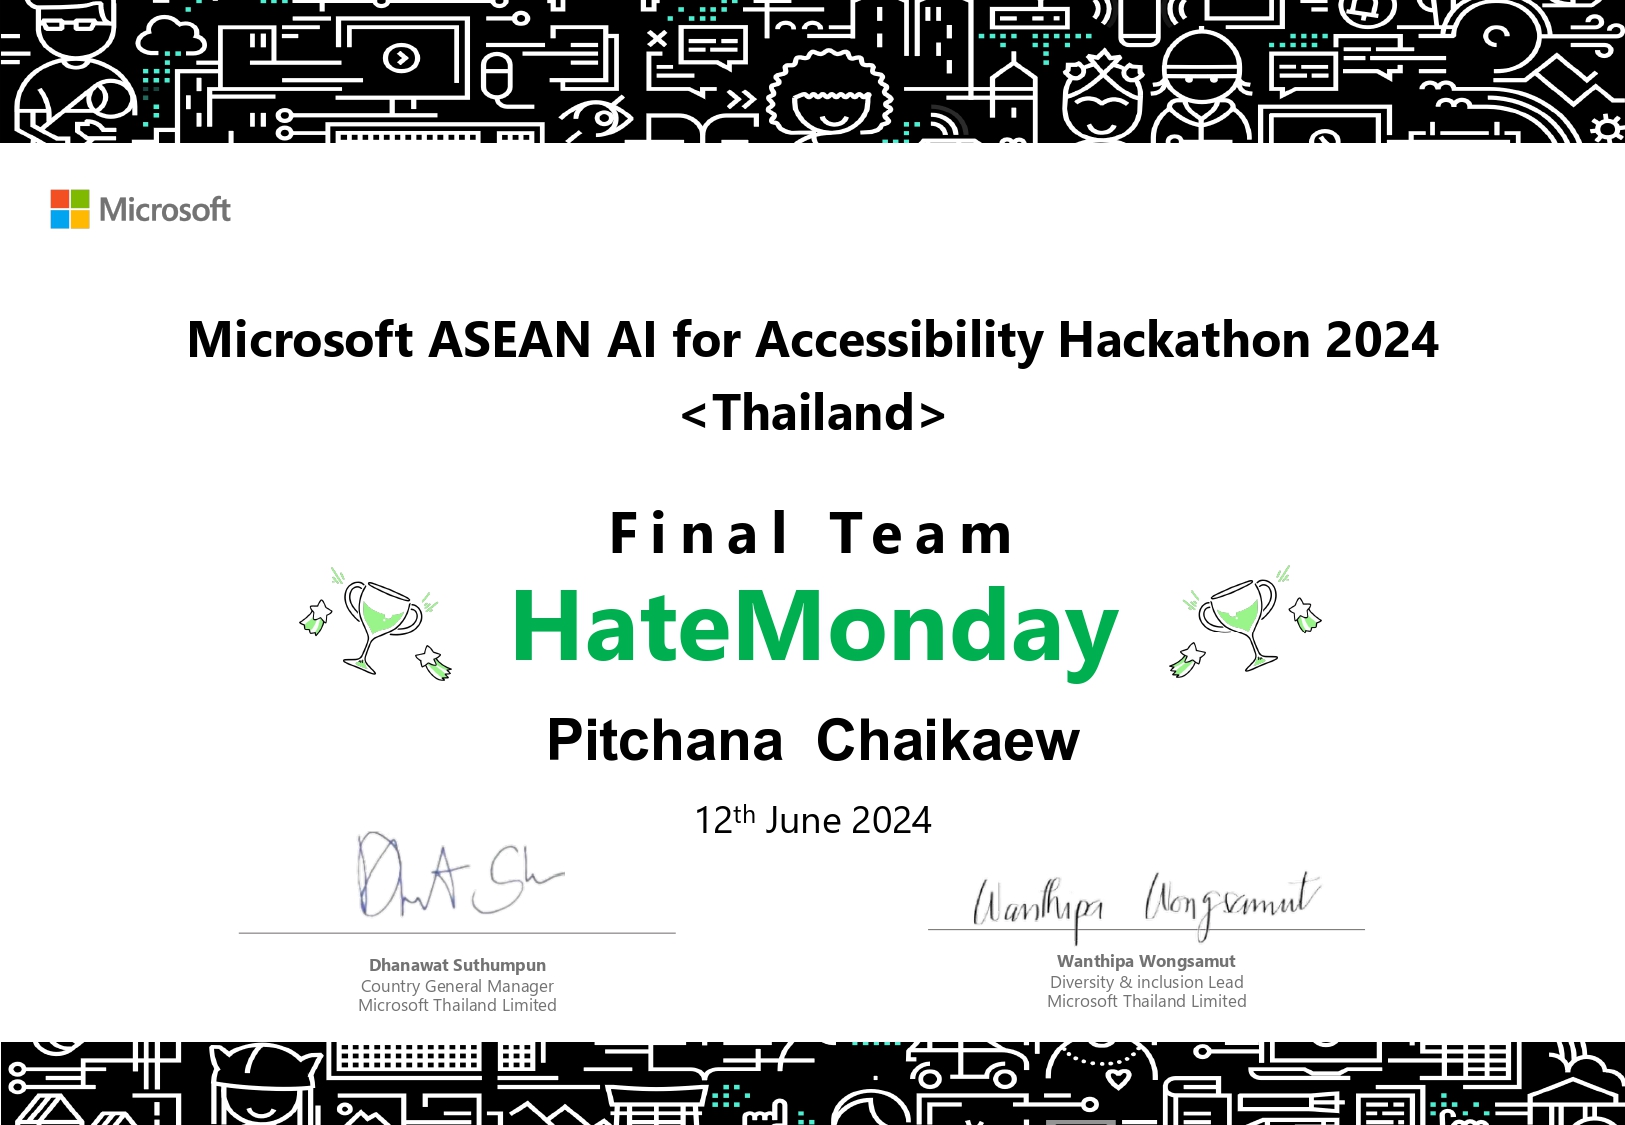 Microsoft
Microsoft ASEAN AI for Accessibility Hackathon 2024
<Thailand>
Final Team
HateMonday
Pitchana Chaikaew
12th June 2024
Wanthipa Wongsamut
Dhanawat Suthumpun
Country General Manager
Microsoft Thailand Limited
Wanthipa Wongsamut
Diversity & inclusion Lead
Microsoft Thailand Limited